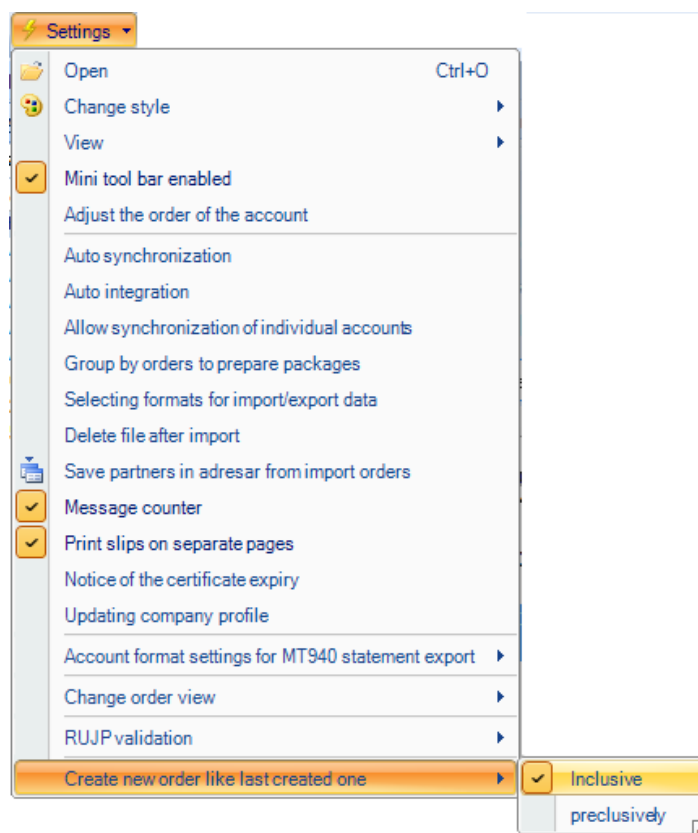 Settings
Open Ctrl+O
Change style
View
Mini tool bar enabled
Adjust the order of the account
Auto synchronization
Auto integration
Allow synchronization of individual accounts
Group by orders to prepare packages
Selecting formats for import/export data
Delete file after import
Save partners in adresar from import orders
Message counter
Print slips on separate pages
Notice of the certificate expiry
Updating company profile
Account format settings for MT940 statement export
Change order view
RUJP validation
Create new order like last created one
Inclusive
preclusively